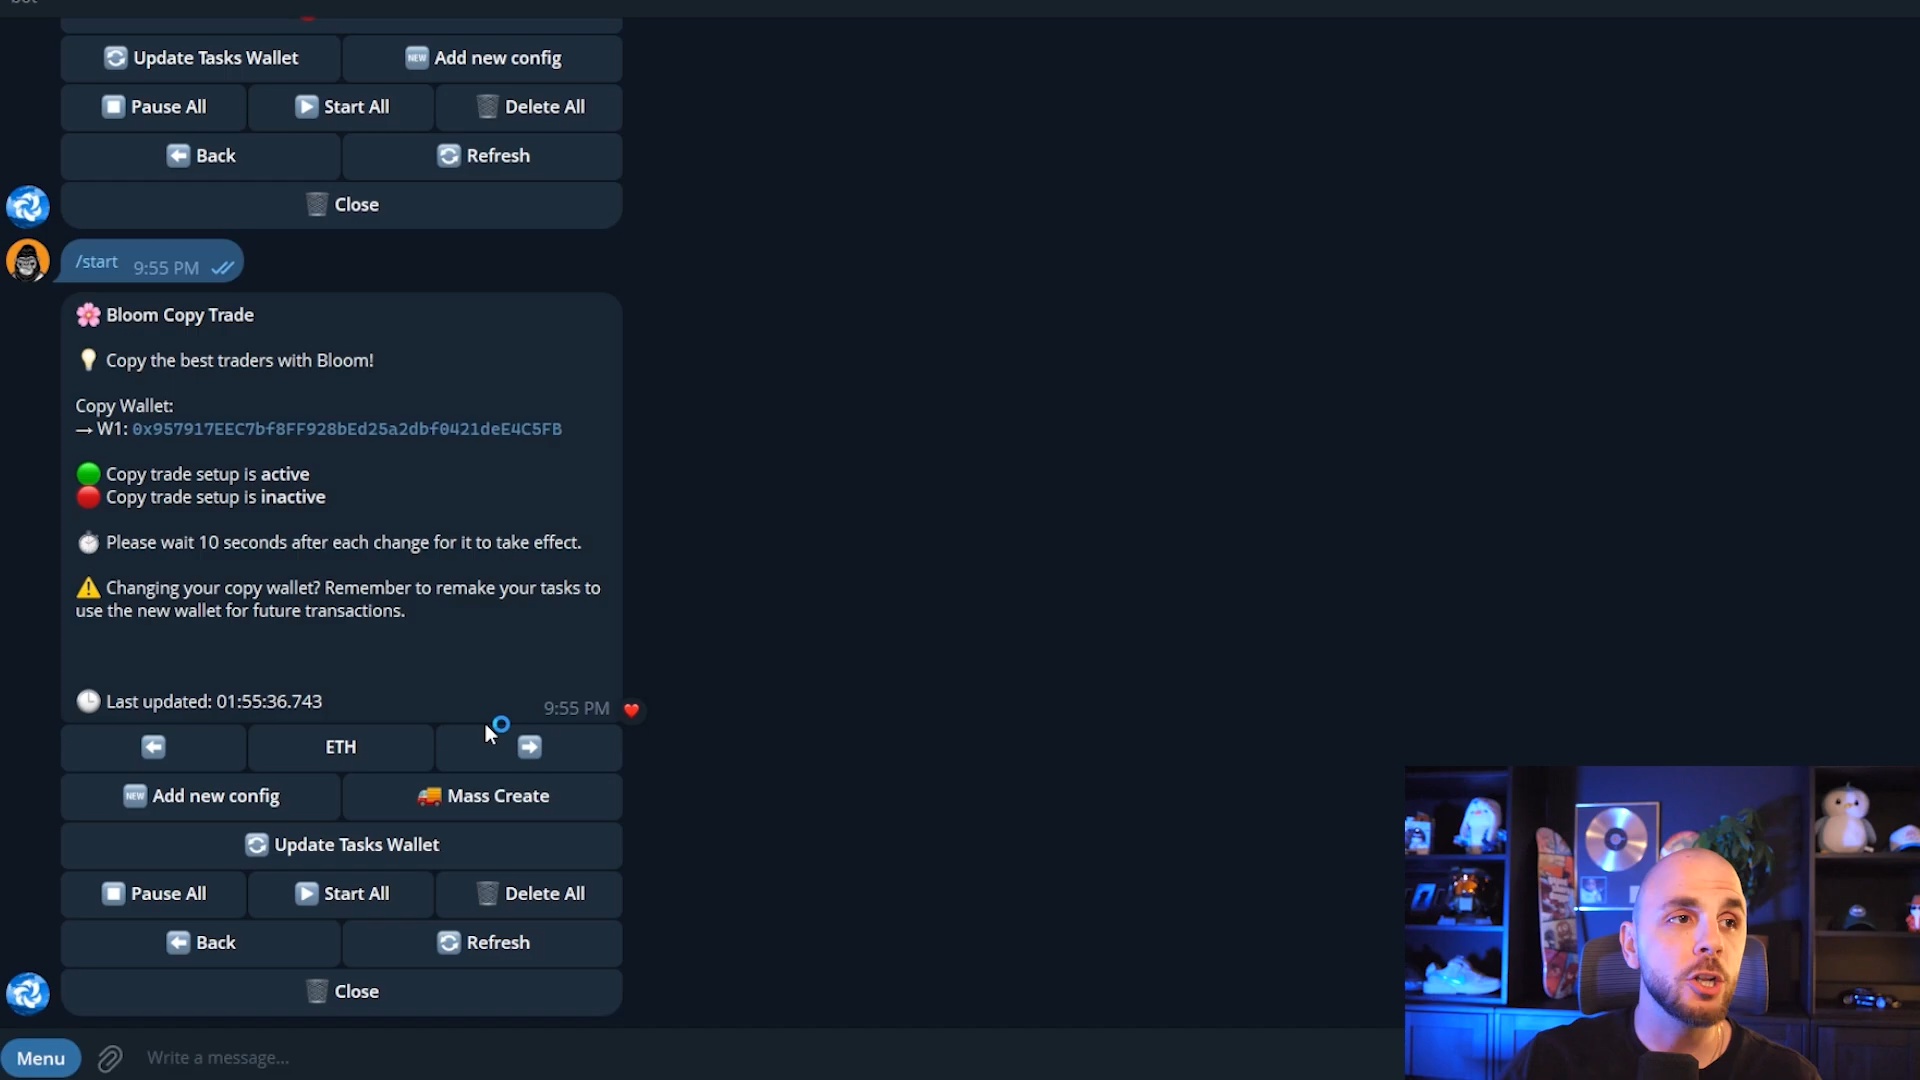 Update Tasks Wallet
NEW Add new config
Pause All
Start All
Delete All
Back
Refresh
Close
/start 9:55 PM
Bloom Copy Trade
Copy the best traders with Bloom!
Copy Wallet:
→ W1: 0x957917EEC7bf8FF928bEd25a2dbf0421deE4C5FB
Copy trade setup is active
Copy trade setup is inactive
Please wait 10 seconds after each change for it to take effect.
Changing your copy wallet? Remember to remake your tasks to
use the new wallet for future transactions.
Last updated: 01:55:36.743
9:55 PM
ETH
NEW Add new config
Mass Create
Update Tasks Wallet
Pause All
Start All
Delete All
Back
Refresh
Close
Menu
Write a message...